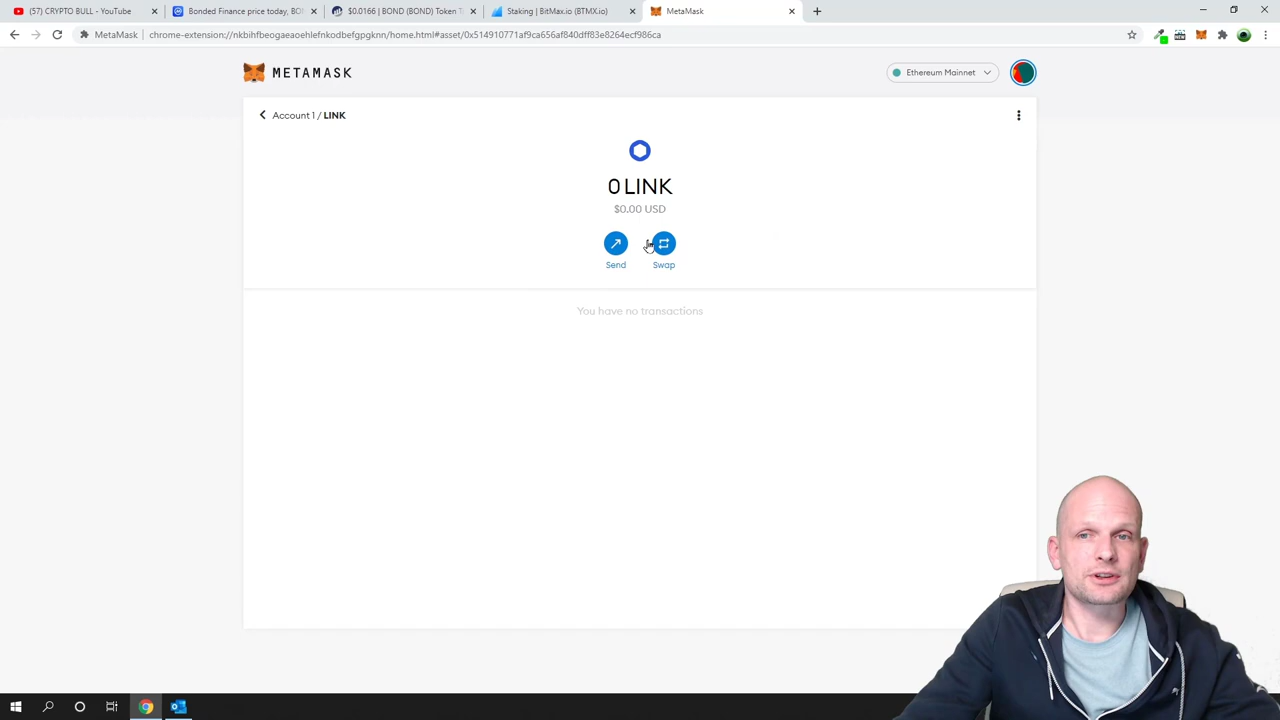 (57) CRYPTO BULL - YouTube
Bonded Finance price today, BON
$0.0166 | BOND (BOND) Token T
Staking | BitMax.io (BTMX.io)
MetaMask
MetaMask
chrome-extension://nkbihfbeogaeaoehlefnkodbefgpgknn/home.html#asset/0x514910771af9ca656af840dff83e8264ecf986ca
METAMASK
Ethereum Mainnet
Account 1 / LINK
0 LINK
$0.00 USD
Send
Swap
You have no transactions